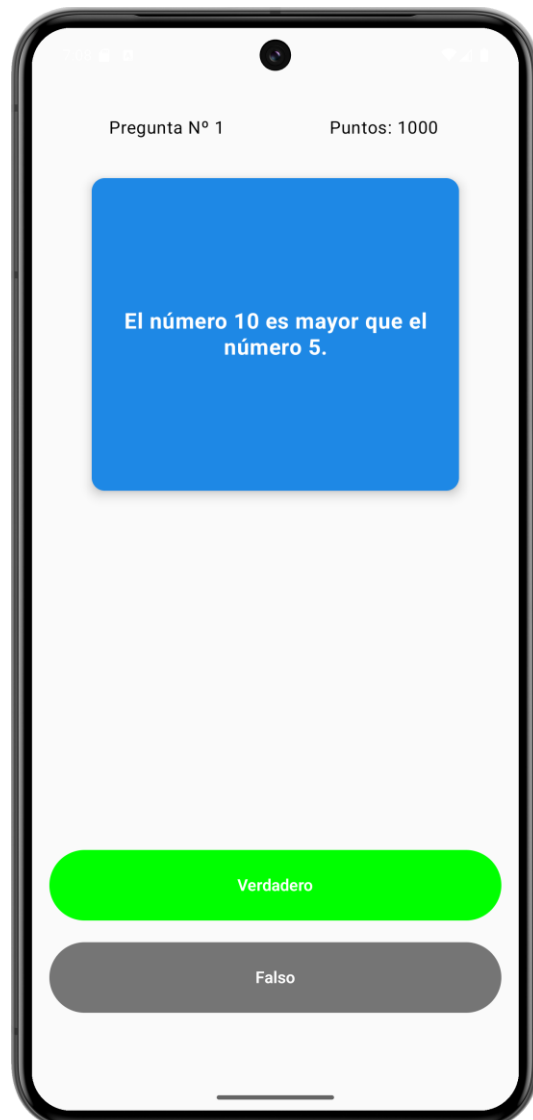 Pregunta Nº 1
Puntos: 1000
El número 10 es mayor que el
número 5.
Verdadero
Falso